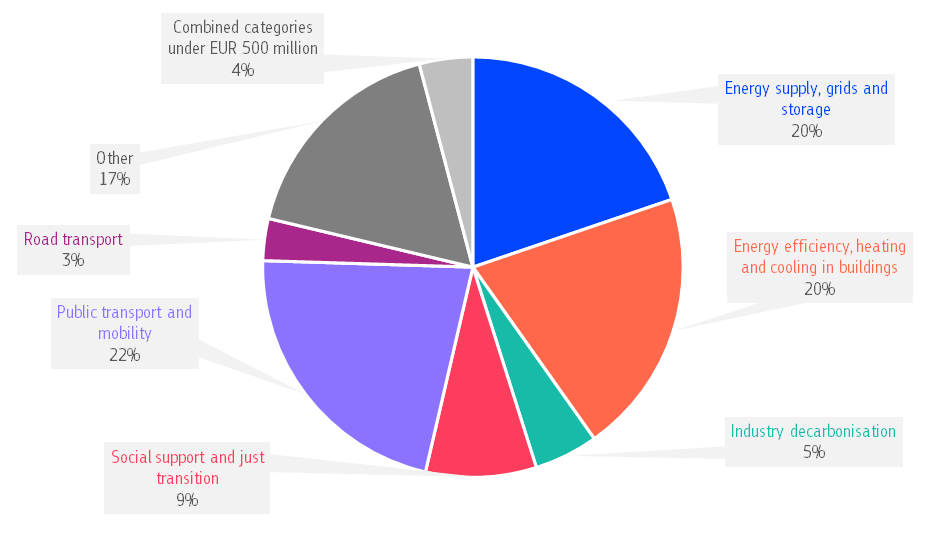 Combined categories
under EUR 500 million
4%
Energy supply, grids and
storage
20%
Other
17%
Road transport
3%
Energy efficiency, heating
and cooling in buildings
20%
Public transport and
mobility
22%
Industry decarbonisation
5%
Social support and just
transition
9%